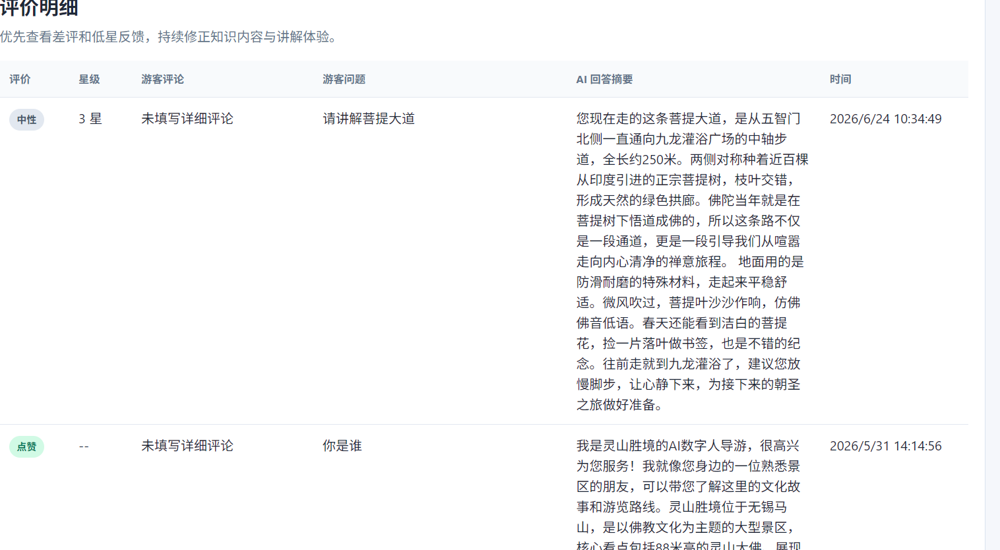 评价明细
优先查看差评和低星反馈，持续修正知识内容与讲解体验。
评价 星级 游客评论 游客问题 AI 回答摘要 时间
中性 3 星 未填写详细评论 请讲解菩提大道 您现在走的这条菩提大道，是从五智门 2026/6/24 10:34:49
北侧一直通向九龙灌浴广场的中轴步
道，全长约250米。两侧对称种着近百棵
从印度引进的正宗菩提树，枝叶交错，
形成天然的绿色拱廊。佛陀当年就是在
菩提树下悟道成佛的，所以这条路不仅
是一段通道，更是一段引导我们从喧嚣
走向内心清净的禅意旅程。 地面用的是
防滑耐磨的特殊材料，走起来平稳舒
适。微风吹过，菩提叶沙沙作响，仿佛
佛音低语。春天还能看到洁白的菩提
花，捡一片落叶做书签，也是不错的纪
念。往前走就到九龙灌浴了，建议您放
慢脚步，让心静下来，为接下来的朝圣
之旅做好准备。
点赞 -- 未填写详细评论 你是谁 我是灵山胜境的AI数字人导游，很高兴 2026/5/31 14:14:56
为您服务！我就像您身边的一位熟悉景
区的朋友，可以带您了解这里的文化故
事和游览路线。灵山胜境位于无锡马
山，是以佛教文化为主题的大型景区，
核心看点包括88米高的灵山大佛、展现